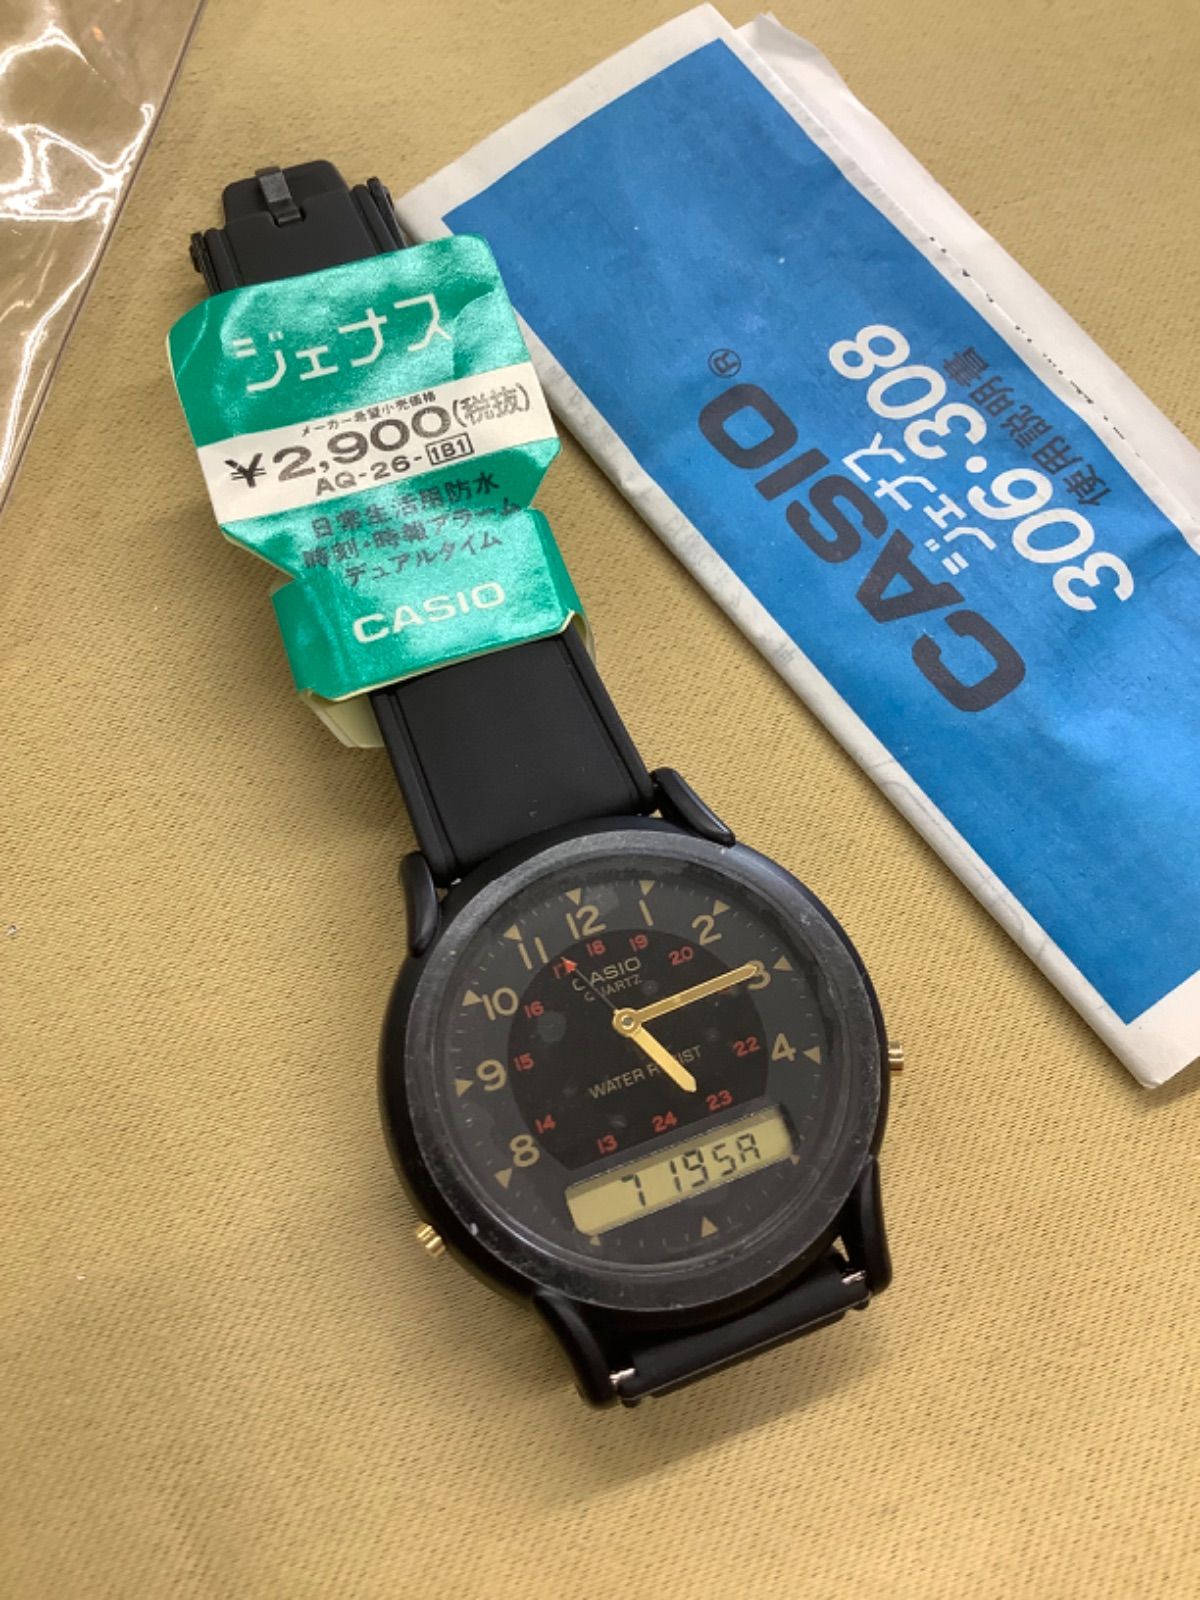 ジェナス
メーカー希望小売価格
¥2,900(税抜)
AQ-26-1B1
日常生活用防水
時刻・時報アラーム
デュアルタイム
CASIO
CASIO®
ジェナス
306・308
使用説明書
12 1 2 3 4 8 9 10 11
18 19 20 22 23 24 13 14 15 16 17
CASIO
QUARTZ
WATER RESIST
7 19SA